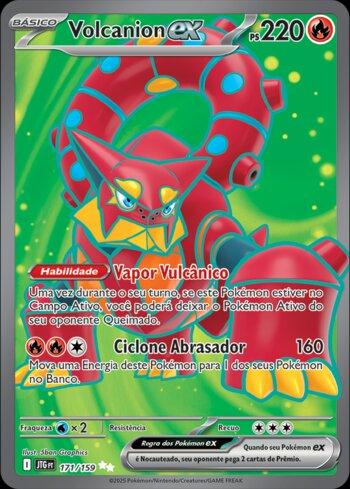 BÁSICO
Volcanion ex
PS 220
Habilidade Vapor Vulcânico
Uma vez durante o seu turno, se este Pokémon estiver no
Campo Ativo, você poderá deixar o Pokémon Ativo do
seu oponente Queimado.
Ciclone Abrasador 160
Mova uma Energia deste Pokémon para 1 dos seus Pokémon
no Banco.
Fraqueza × 2 Resistência Recuo
Ilust. 5ban Graphics
Regra dos Pokémon ex
Quando seu Pokémon ex
é Nocauteado, seu oponente pega 2 cartas de Prêmio.
I JTG PT 171/159
©2025 Pokémon/Nintendo/Creatures/GAME FREAK